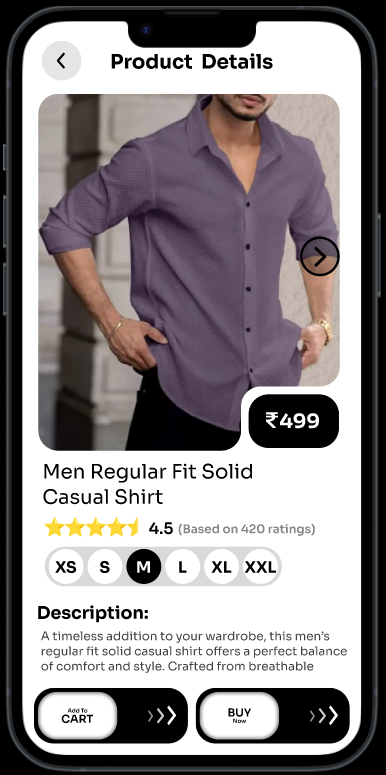 Product Details
₹499
Men Regular Fit Solid
Casual Shirt
4.5 (Based on 420 ratings)
XS S M L XL XXL
Description:
A timeless addition to your wardrobe, this men's
regular fit solid casual shirt offers a perfect balance
of comfort and style. Crafted from breathable
Add To
CART
BUY
Now